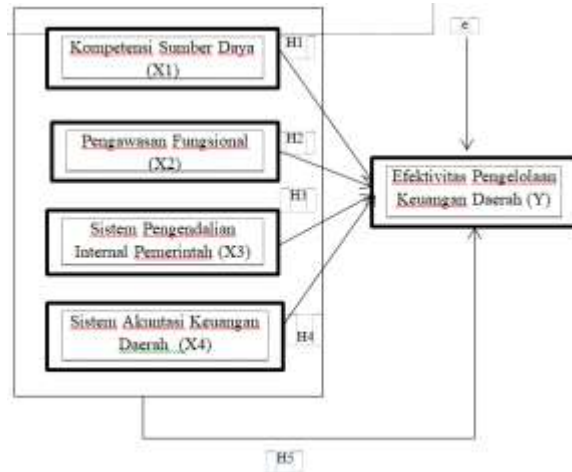 H1
e
Kompetensi Sumber Daya
(X1)
H2
Pengawasan Fungsional
(X2)
Efektivitas Pengelolaan
Keuangan Daerah (Y)
H3
Sistem Pengendalian
Internal Pemerintah (X3)
Sistem Akuntasi Keuangan
Daerah (X4)
H4
H5